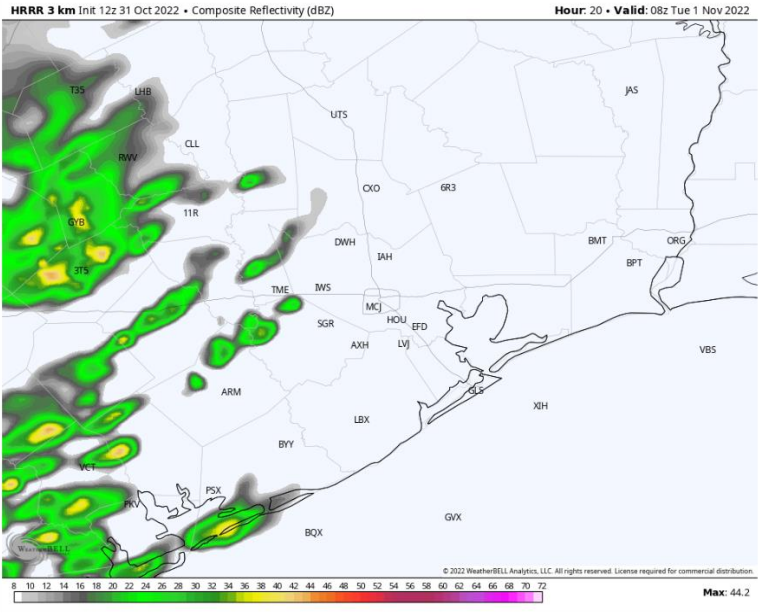 HRRR 3 km Init 12z 31 Oct 2022 • Composite Reflectivity (dBZ)
Hour: 20 • Valid: 08z Tue 1 Nov 2022
T35
LHB
JAS
UTS
CLL
RWV
OXO
6R3
11R
GYB
DWH
BMT
ORG
IAH
BPT
3T5
TME
IWS
MCJ
SGR
HOU
EFD
AXH
LVJ
VBS
ARM
GLS
XIH
LBX
BYY
VCT
PSX
PKV
GVX
BQX
WeatherBELL
© 2022 WeatherBELL Analytics, LLC. All rights reserved. License required for commercial distribution.
8 10 12 14 16 18 20 22 24 26 28 30 32 34 36 38 40 42 44 46 48 50 52 54 56 58 60 62 64 66 68 70 72
Max: 44.2